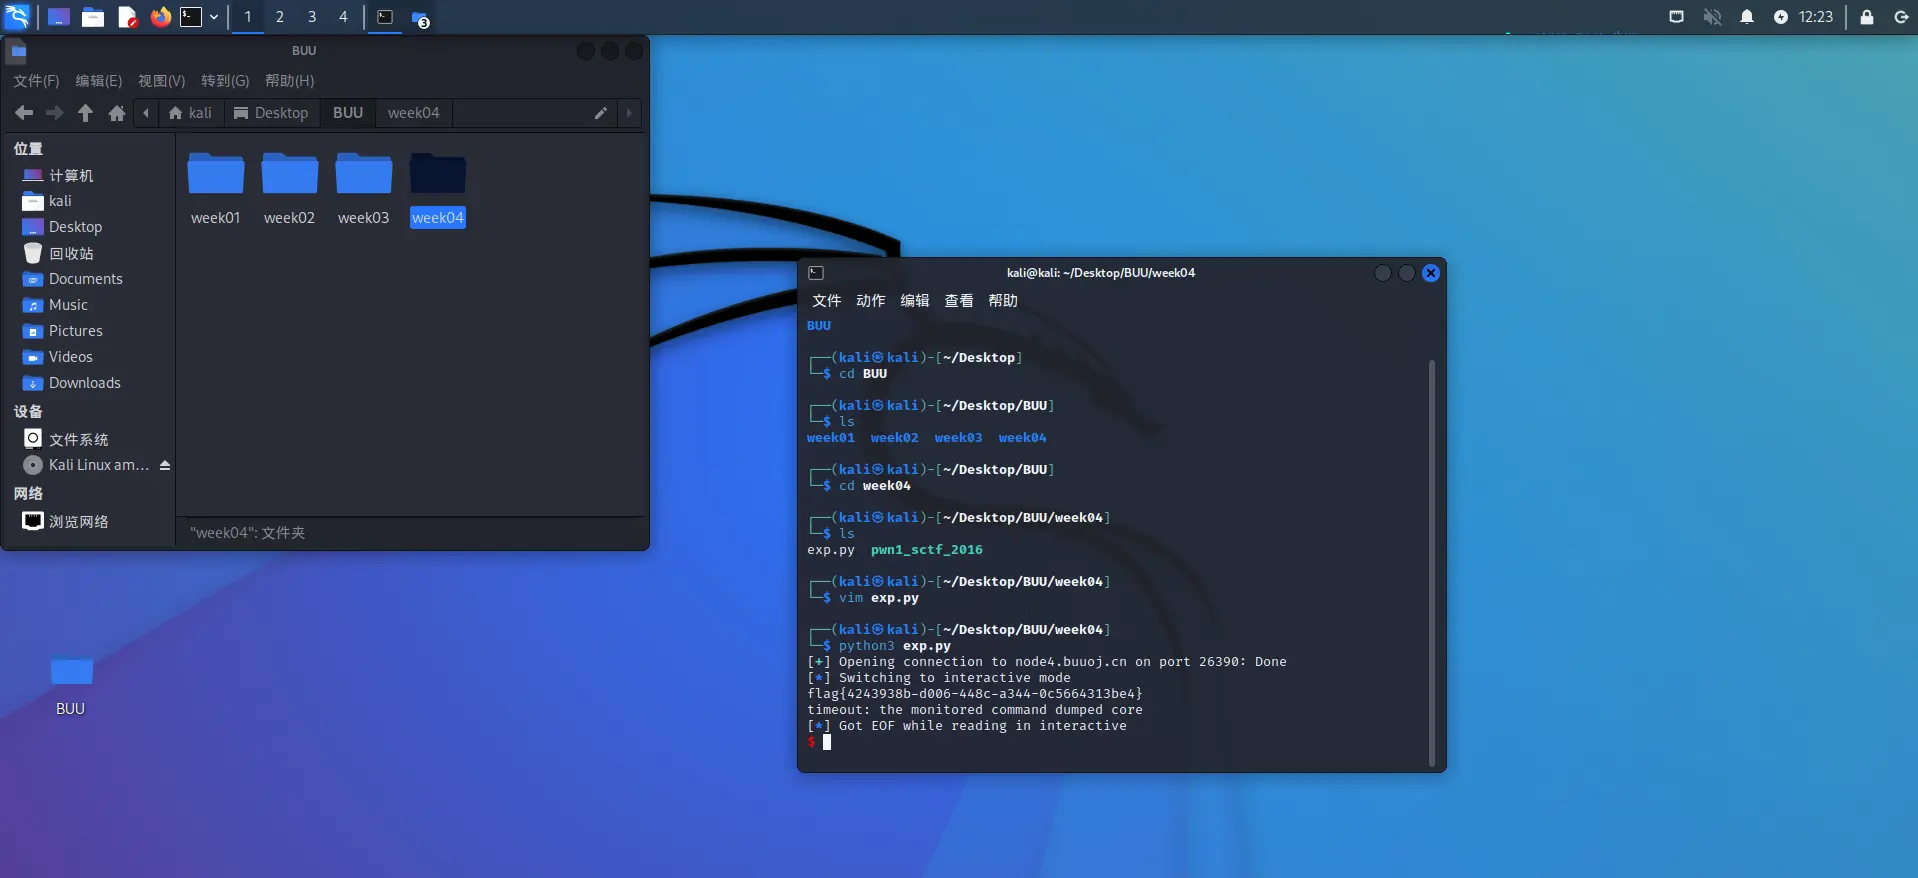 1 2 3 4
3
12:23
BUU
文件(F) 编辑(E) 视图(V) 转到(G) 帮助(H)
kali Desktop BUU week04
位置
计算机
kali
Desktop
回收站
Documents
Music
Pictures
Videos
Downloads
设备
文件系统
Kali Linux am...
网络
浏览网络
week01 week02 week03 week04
"week04": 文件夹
BUU
kali@kali: ~/Desktop/BUU/week04
文件 动作 编辑 查看 帮助
BUU
┌──(kali㉿kali)-[~/Desktop]
└─$ cd BUU
┌──(kali㉿kali)-[~/Desktop/BUU]
└─$ ls
week01 week02 week03 week04
┌──(kali㉿kali)-[~/Desktop/BUU]
└─$ cd week04
┌──(kali㉿kali)-[~/Desktop/BUU/week04]
└─$ ls
exp.py pwn1_sctf_2016
┌──(kali㉿kali)-[~/Desktop/BUU/week04]
└─$ vim exp.py
┌──(kali㉿kali)-[~/Desktop/BUU/week04]
└─$ python3 exp.py
[+] Opening connection to node4.buuoj.cn on port 26390: Done
[*] Switching to interactive mode
flag{4243938b-d006-448c-a344-0c5664313be4}
timeout: the monitored command dumped core
[*] Got EOF while reading in interactive
$